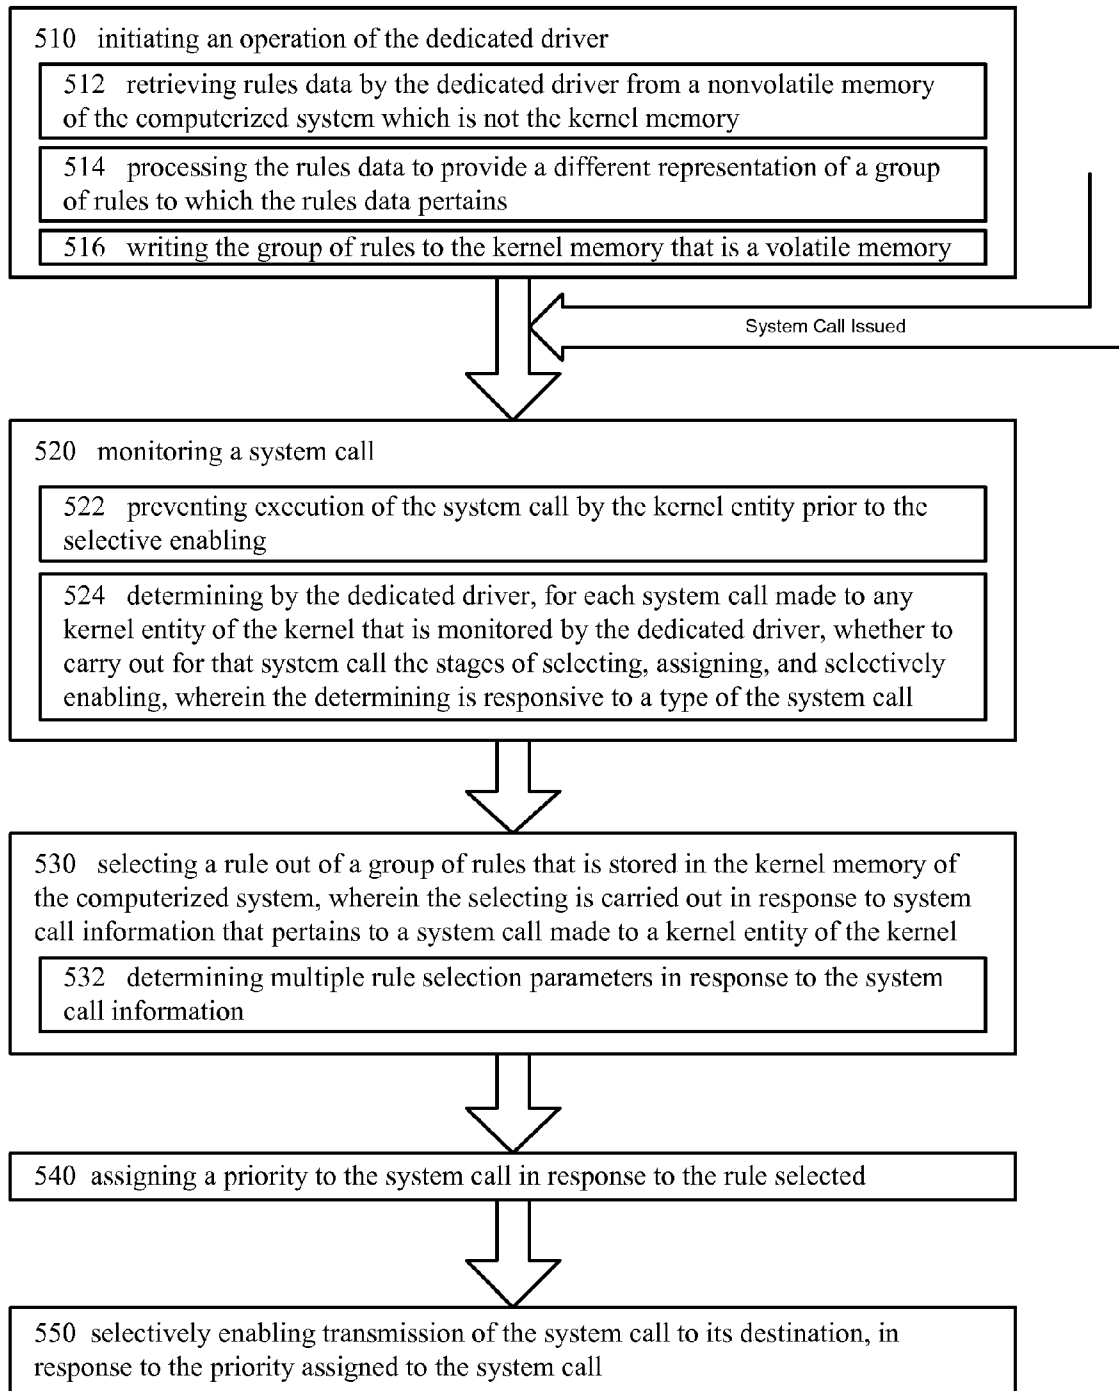 510 initiating an operation of the dedicated driver
512 retrieving rules data by the dedicated driver from a nonvolatile memory
of the computerized system which is not the kernel memory
514 processing the rules data to provide a different representation of a group
of rules to which the rules data pertains
516 writing the group of rules to the kernel memory that is a volatile memory
System Call Issued
520 monitoring a system call
522 preventing execution of the system call by the kernel entity prior to the
selective enabling
524 determining by the dedicated driver, for each system call made to any
kernel entity of the kernel that is monitored by the dedicated driver, whether to
carry out for that system call the stages of selecting, assigning, and selectively
enabling, wherein the determining is responsive to a type of the system call
530 selecting a rule out of a group of rules that is stored in the kernel memory of
the computerized system, wherein the selecting is carried out in response to system
call information that pertains to a system call made to a kernel entity of the kernel
532 determining multiple rule selection parameters in response to the system
call information
540 assigning a priority to the system call in response to the rule selected
550 selectively enabling transmission of the system call to its destination, in
response to the priority assigned to the system call